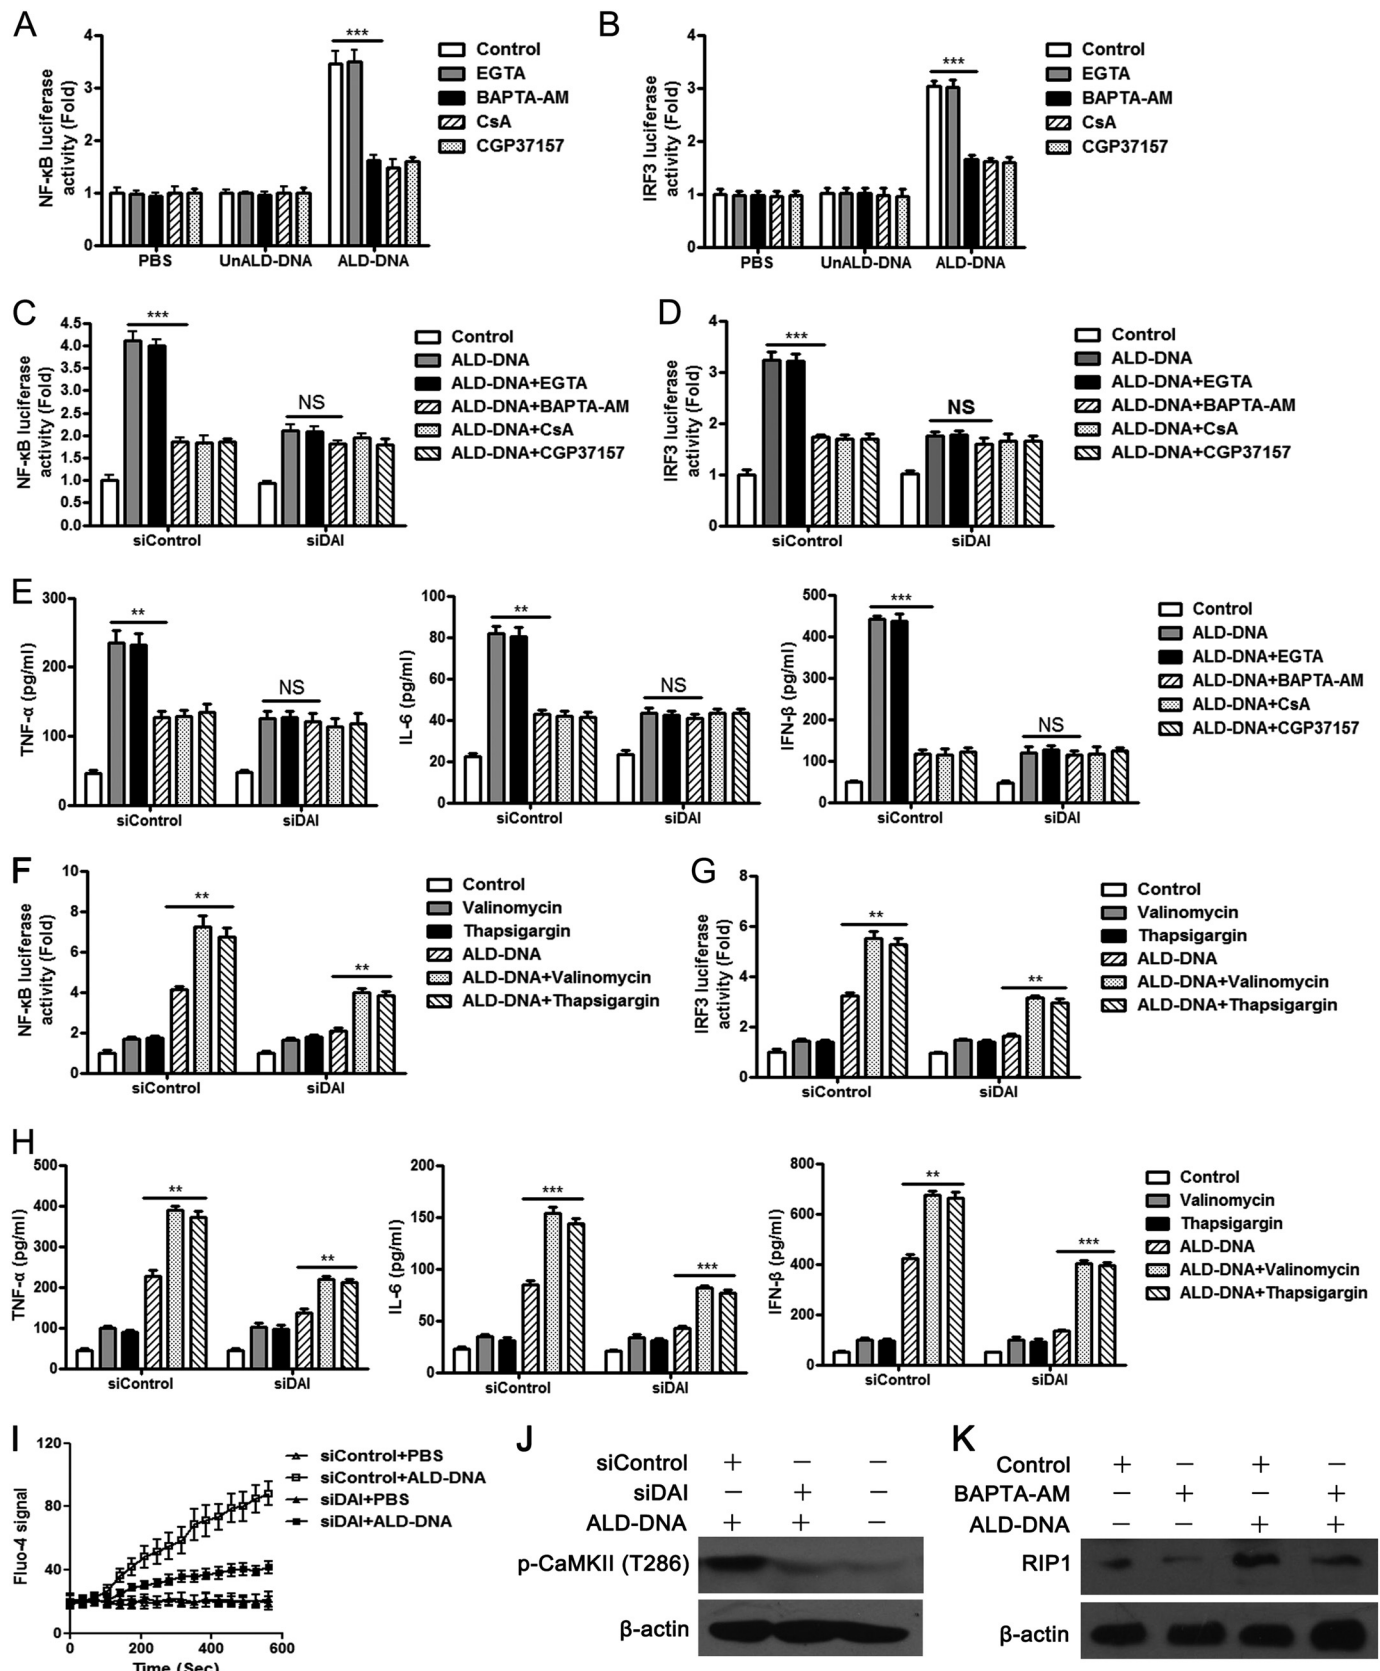 A
NF-κB luciferase
activity (Fold)
4
3
2
1
0
***
PBS
UnALD-DNA
ALD-DNA
Control
EGTA
BAPTA-AM
CsA
CGP37157
B
IRF3 luciferase
activity (Fold)
4
3
2
1
0
***
PBS
UnALD-DNA
ALD-DNA
Control
EGTA
BAPTA-AM
CsA
CGP37157
C
NF-κB luciferase
activity (Fold)
4.5
4.0
3.5
3.0
2.5
2.0
1.5
1.0
0.5
0.0
***
NS
siControl
siDAI
Control
ALD-DNA
ALD-DNA+EGTA
ALD-DNA+BAPTA-AM
ALD-DNA+CsA
ALD-DNA+CGP37157
D
IRF3 luciferase
activity (Fold)
4
3
2
1
0
***
NS
siControl
siDAI
Control
ALD-DNA
ALD-DNA+EGTA
ALD-DNA+BAPTA-AM
ALD-DNA+CsA
ALD-DNA+CGP37157
E
TNF-α (pg/ml)
300
200
100
0
**
NS
siControl
siDAI
IL-6 (pg/ml)
100
80
60
40
20
0
**
NS
siControl
siDAI
IFN-β (pg/ml)
500
400
300
200
100
0
***
NS
siControl
siDAI
Control
ALD-DNA
ALD-DNA+EGTA
ALD-DNA+BAPTA-AM
ALD-DNA+CsA
ALD-DNA+CGP37157
F
NF-κB luciferase
activity (Fold)
10
8
6
4
2
0
**
**
siControl
siDAI
Control
Valinomycin
Thapsigargin
ALD-DNA
ALD-DNA+Valinomycin
ALD-DNA+Thapsigargin
G
IRF3 luciferase
activity (Fold)
8
6
4
2
0
**
**
siControl
siDAI
Control
Valinomycin
Thapsigargin
ALD-DNA
ALD-DNA+Valinomycin
ALD-DNA+Thapsigargin
H
TNF-α (pg/ml)
500
400
300
200
100
0
**
**
siControl
siDAI
IL-6 (pg/ml)
200
150
100
50
0
***
***
siControl
siDAI
IFN-β (pg/ml)
800
600
400
200
0
**
***
siControl
siDAI
Control
Valinomycin
Thapsigargin
ALD-DNA
ALD-DNA+Valinomycin
ALD-DNA+Thapsigargin
I
Fluo-4 signal
120
80
40
0
0
200
400
600
Time (Sec)
siControl+PBS
siControl+ALD-DNA
siDAI+PBS
siDAI+ALD-DNA
J
siControl + − −
siDAI − + −
ALD-DNA + + −
p-CaMKII (T286)
β-actin
K
Control + − + −
BAPTA-AM − + − +
ALD-DNA − − + +
RIP1
β-actin